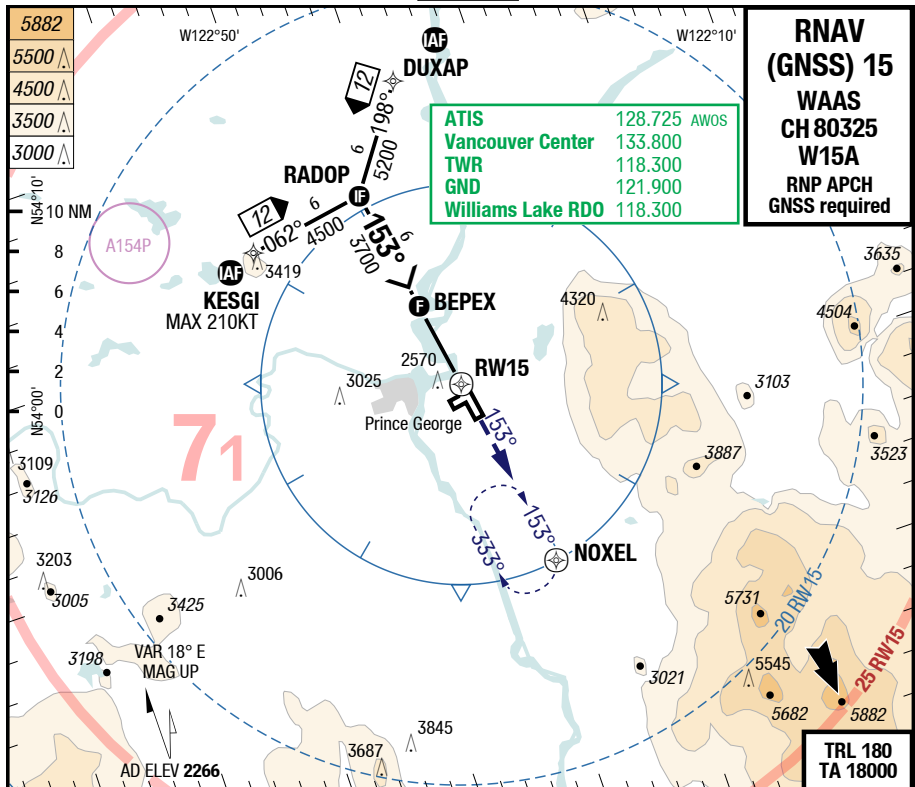 5882
5500
4500
3500
3000
W122°50'
W122°10'
RNAV
(GNSS) 15
WAAS
CH 80325
W15A
RNP APCH
GNSS required
IAF
DUXAP
12
198°
6
5200
ATIS 128.725 AWOS
Vancouver Center 133.800
TWR 118.300
GND 121.900
Williams Lake RDO 118.300
RADOP
IF
N54°10'
10 NM
8
6
4
2
0
N54°00'
A154P
12
062°
6
4500
153°
6
3700
3419
IAF
KESGI
MAX 210KT
F
BEPEX
3635
4504
4320
2570
RW15
3025
Prince George
3103
71
153°
3523
3887
3109
3126
153°
333°
NOXEL
3203
3005
3006
3425
5731
20 RW15
3198
VAR 18° E
MAG UP
3021
5545
5682
5882
25 RW15
3845
3687
AD ELEV 2266
TRL 180
TA 18000